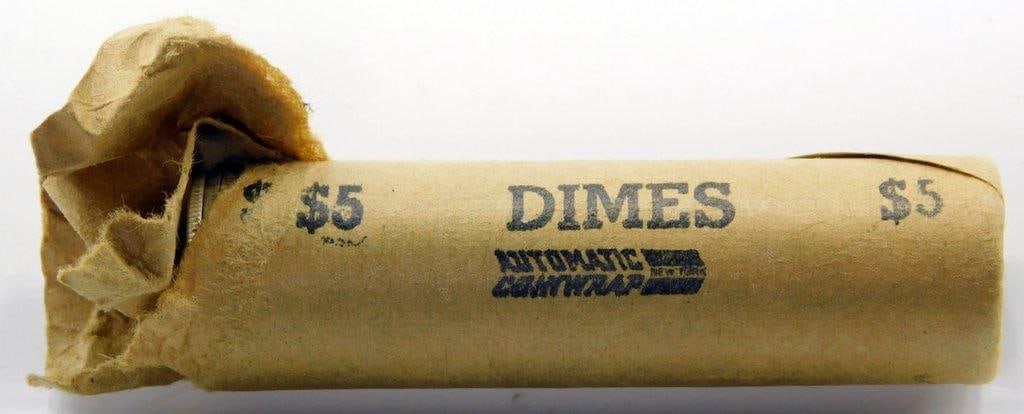 $ $5 DIMES $5
AUTOMATIC
COINWRAP NEW YORK